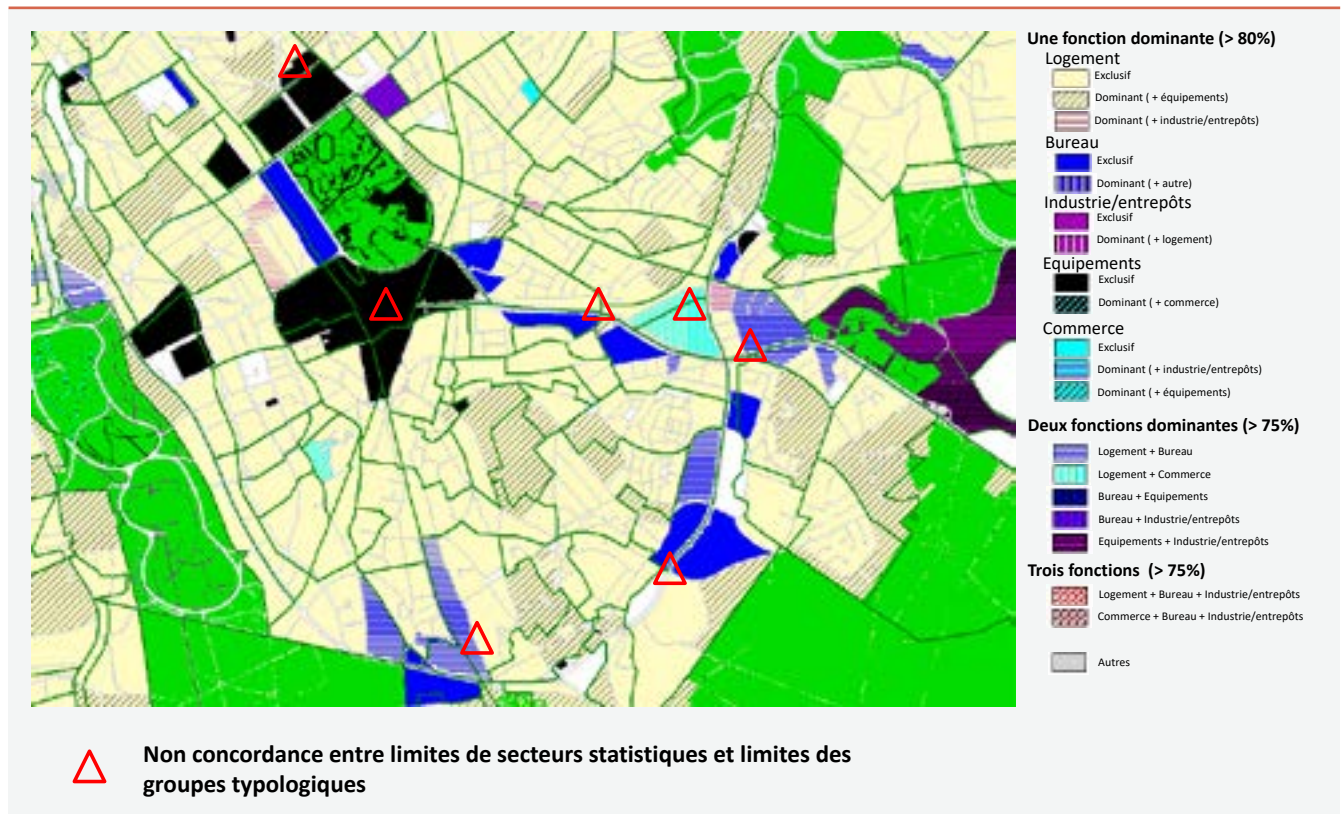 Une fonction dominante (> 80%)
Logement
Exclusif
Dominant ( + équipements)
Dominant ( + industrie/entrepôts)
Bureau
Exclusif
Dominant ( + autre)
Industrie/entrepôts
Exclusif
Dominant ( + logement)
Equipements
Exclusif
Dominant ( + commerce)
Commerce
Exclusif
Dominant ( + industrie/entrepôts)
Dominant ( + équipements)
Deux fonctions dominantes (> 75%)
Logement + Bureau
Logement + Commerce
Bureau + Equipements
Bureau + Industrie/entrepôts
Equipements + Industrie/entrepôts
Trois fonctions (> 75%)
Logement + Bureau + Industrie/entrepôts
Commerce + Bureau + Industrie/entrepôts
Autres
Non concordance entre limites de secteurs statistiques et limites des
groupes typologiques